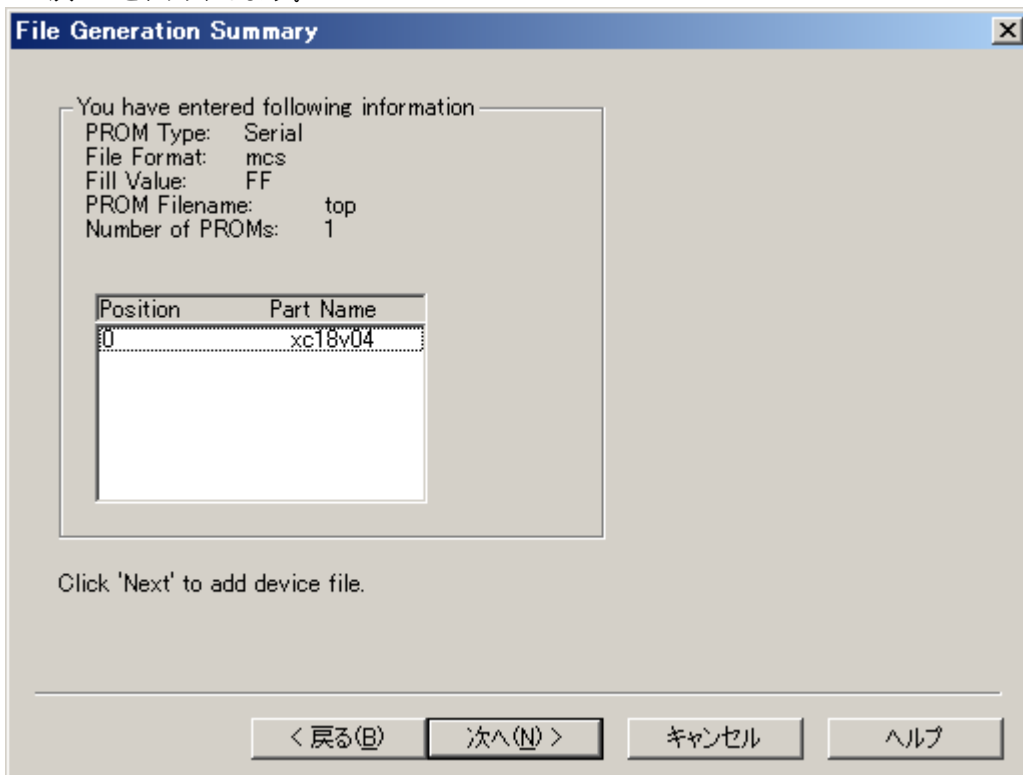 File Generation Summary
You have entered following information
PROM Type: Serial
File Format: mcs
Fill Value: FF
PROM Filename: top
Number of PROMs: 1
Position Part Name
0 xc18v04
Click 'Next' to add device file.
< 戻る(B) 次へ(N) > キャンセル ヘルプ